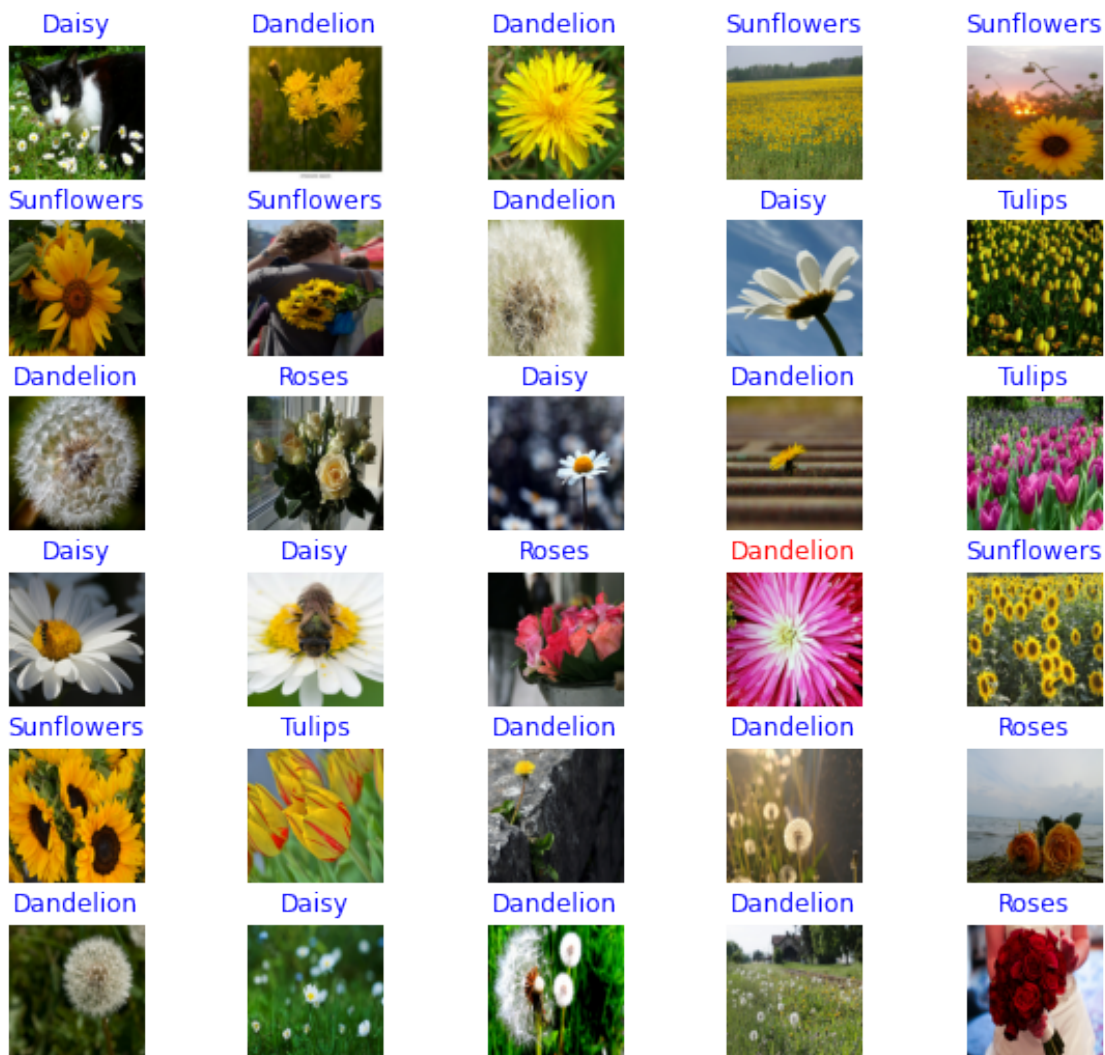 Daisy Dandelion Dandelion Sunflowers Sunflowers
Sunflowers Sunflowers Dandelion Daisy Tulips
Dandelion Roses Daisy Dandelion Tulips
Daisy Daisy Roses Dandelion Sunflowers
Sunflowers Tulips Dandelion Dandelion Roses
Dandelion Daisy Dandelion Dandelion Roses